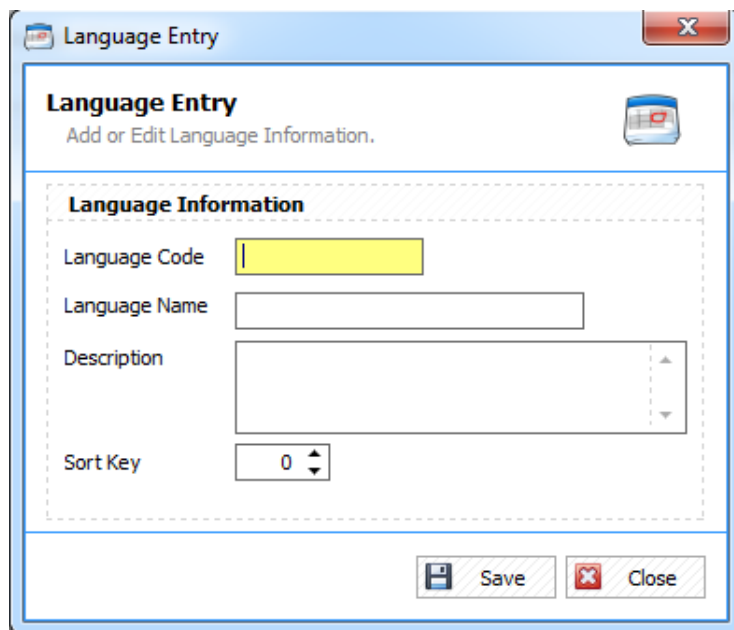 Language Entry
Language Entry
Add or Edit Language Information.
Language Information
Language Code
Language Name
Description
Sort Key 0
Save Close